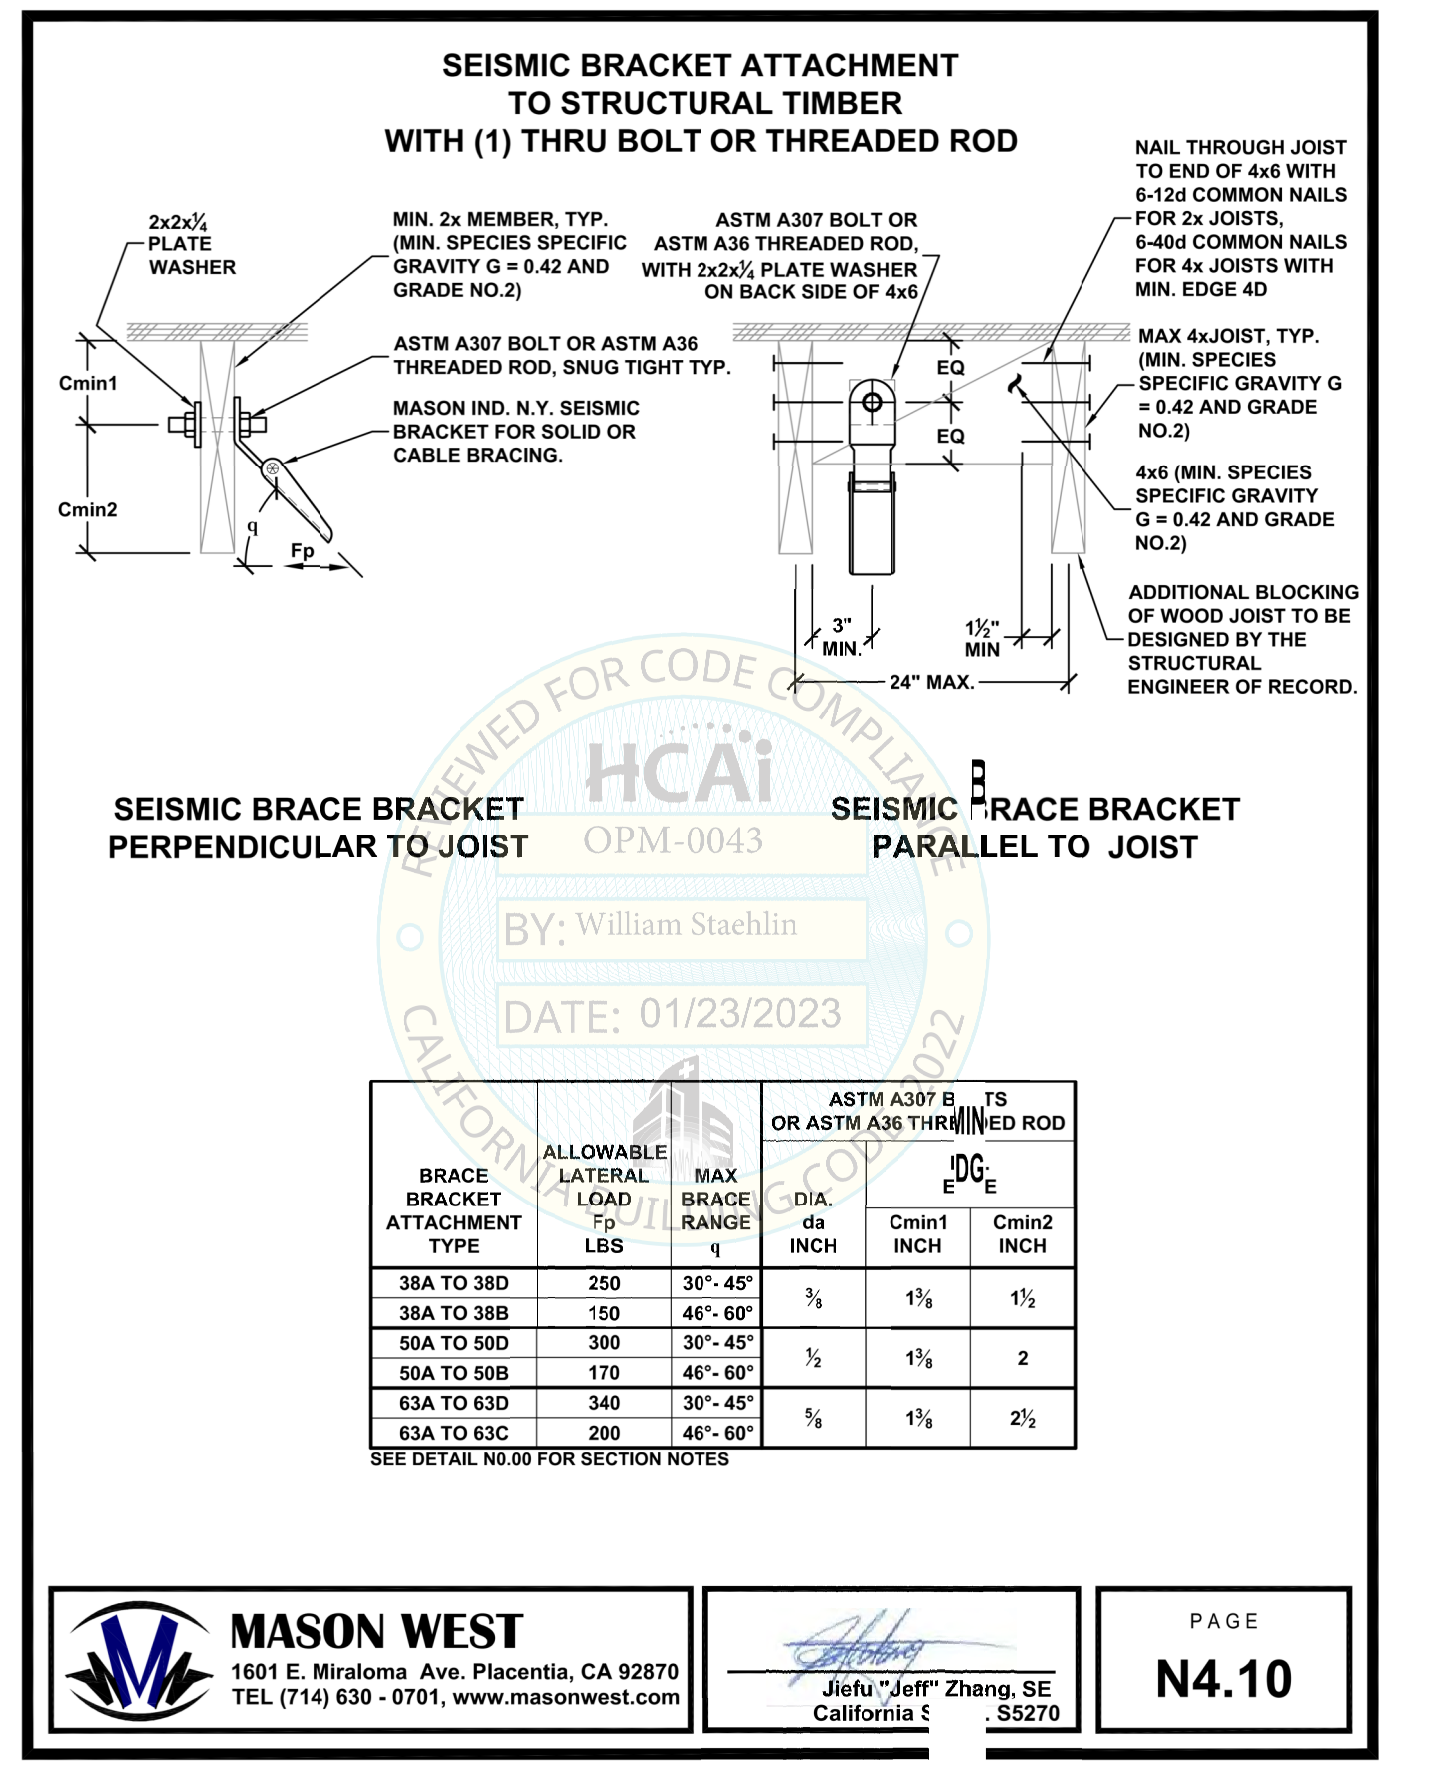 SEISMIC BRACKET ATTACHMENT
TO STRUCTURAL TIMBER
WITH (1) THRU BOLT OR THREADED ROD
2x2x¼
PLATE
WASHER
MIN. 2x MEMBER, TYP.
(MIN. SPECIES SPECIFIC
GRAVITY G = 0.42 AND
GRADE NO.2)
ASTM A307 BOLT OR ASTM A36
THREADED ROD, SNUG TIGHT TYP.
MASON IND. N.Y. SEISMIC
BRACKET FOR SOLID OR
CABLE BRACING.
Cmin1
Cmin2
q
Fp
ASTM A307 BOLT OR
ASTM A36 THREADED ROD,
WITH 2x2x¼ PLATE WASHER
ON BACK SIDE OF 4x6
NAIL THROUGH JOIST
TO END OF 4x6 WITH
6-12d COMMON NAILS
FOR 2x JOISTS,
6-40d COMMON NAILS
FOR 4x JOISTS WITH
MIN. EDGE 4D
MAX 4xJOIST, TYP.
(MIN. SPECIES
SPECIFIC GRAVITY G
= 0.42 AND GRADE
NO.2)
4x6 (MIN. SPECIES
SPECIFIC GRAVITY
G = 0.42 AND GRADE
NO.2)
ADDITIONAL BLOCKING
OF WOOD JOIST TO BE
DESIGNED BY THE
STRUCTURAL
ENGINEER OF RECORD.
EQ
EQ
3"
MIN.
1½"
MIN
24" MAX.
SEISMIC BRACE BRACKET
PERPENDICULAR TO JOIST
SEISMIC BRACE BRACKET
PARALLEL TO JOIST
REVIEWED FOR CODE COMPLIANCE
HCAi
OPM-0043
BY: William Staehlin
DATE: 01/23/2023
CALIFORNIA BUILDING CODE 2022
BRACE
BRACKET
ATTACHMENT
TYPE
ALLOWABLE
LATERAL
LOAD
Fp
LBS
MAX
BRACE
RANGE
q
ASTM A307 B TS
OR ASTM A36 THRE DED ROD
MIN
EDGE
DIA.
da
INCH
Cmin1
INCH
Cmin2
INCH
38A TO 38D 250 30°- 45° ⅜ 1⅜ 1½
38A TO 38B 150 46°- 60°
50A TO 50D 300 30°- 45° ½ 1⅜ 2
50A TO 50B 170 46°- 60°
63A TO 63D 340 30°- 45° ⅝ 1⅜ 2½
63A TO 63C 200 46°- 60°
SEE DETAIL N0.00 FOR SECTION NOTES
MASON WEST
1601 E. Miraloma Ave. Placentia, CA 92870
TEL (714) 630 - 0701, www.masonwest.com
Jiefu "Jeff" Zhang, SE
California S . S5270
PAGE
N4.10